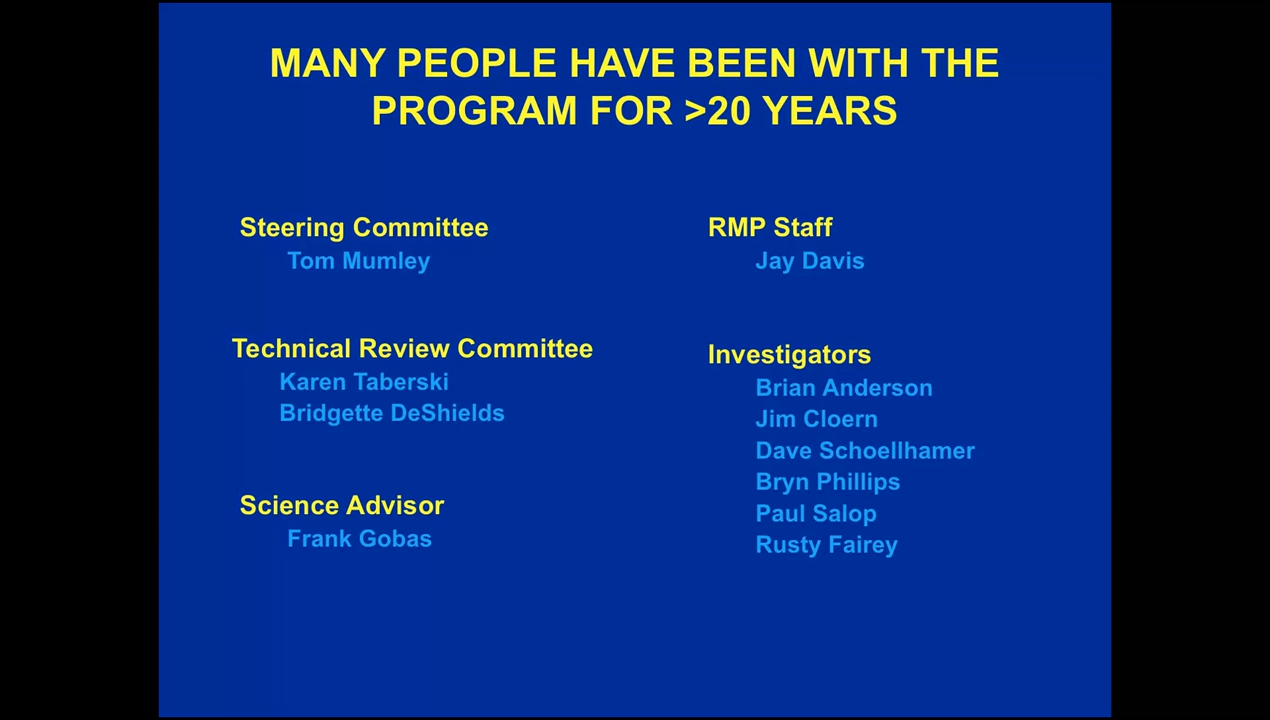 MANY PEOPLE HAVE BEEN WITH THE
PROGRAM FOR >20 YEARS
Steering Committee
Tom Mumley
Technical Review Committee
Karen Taberski
Bridgette DeShields
Science Advisor
Frank Gobas
RMP Staff
Jay Davis
Investigators
Brian Anderson
Jim Cloern
Dave Schoellhamer
Bryn Phillips
Paul Salop
Rusty Fairey